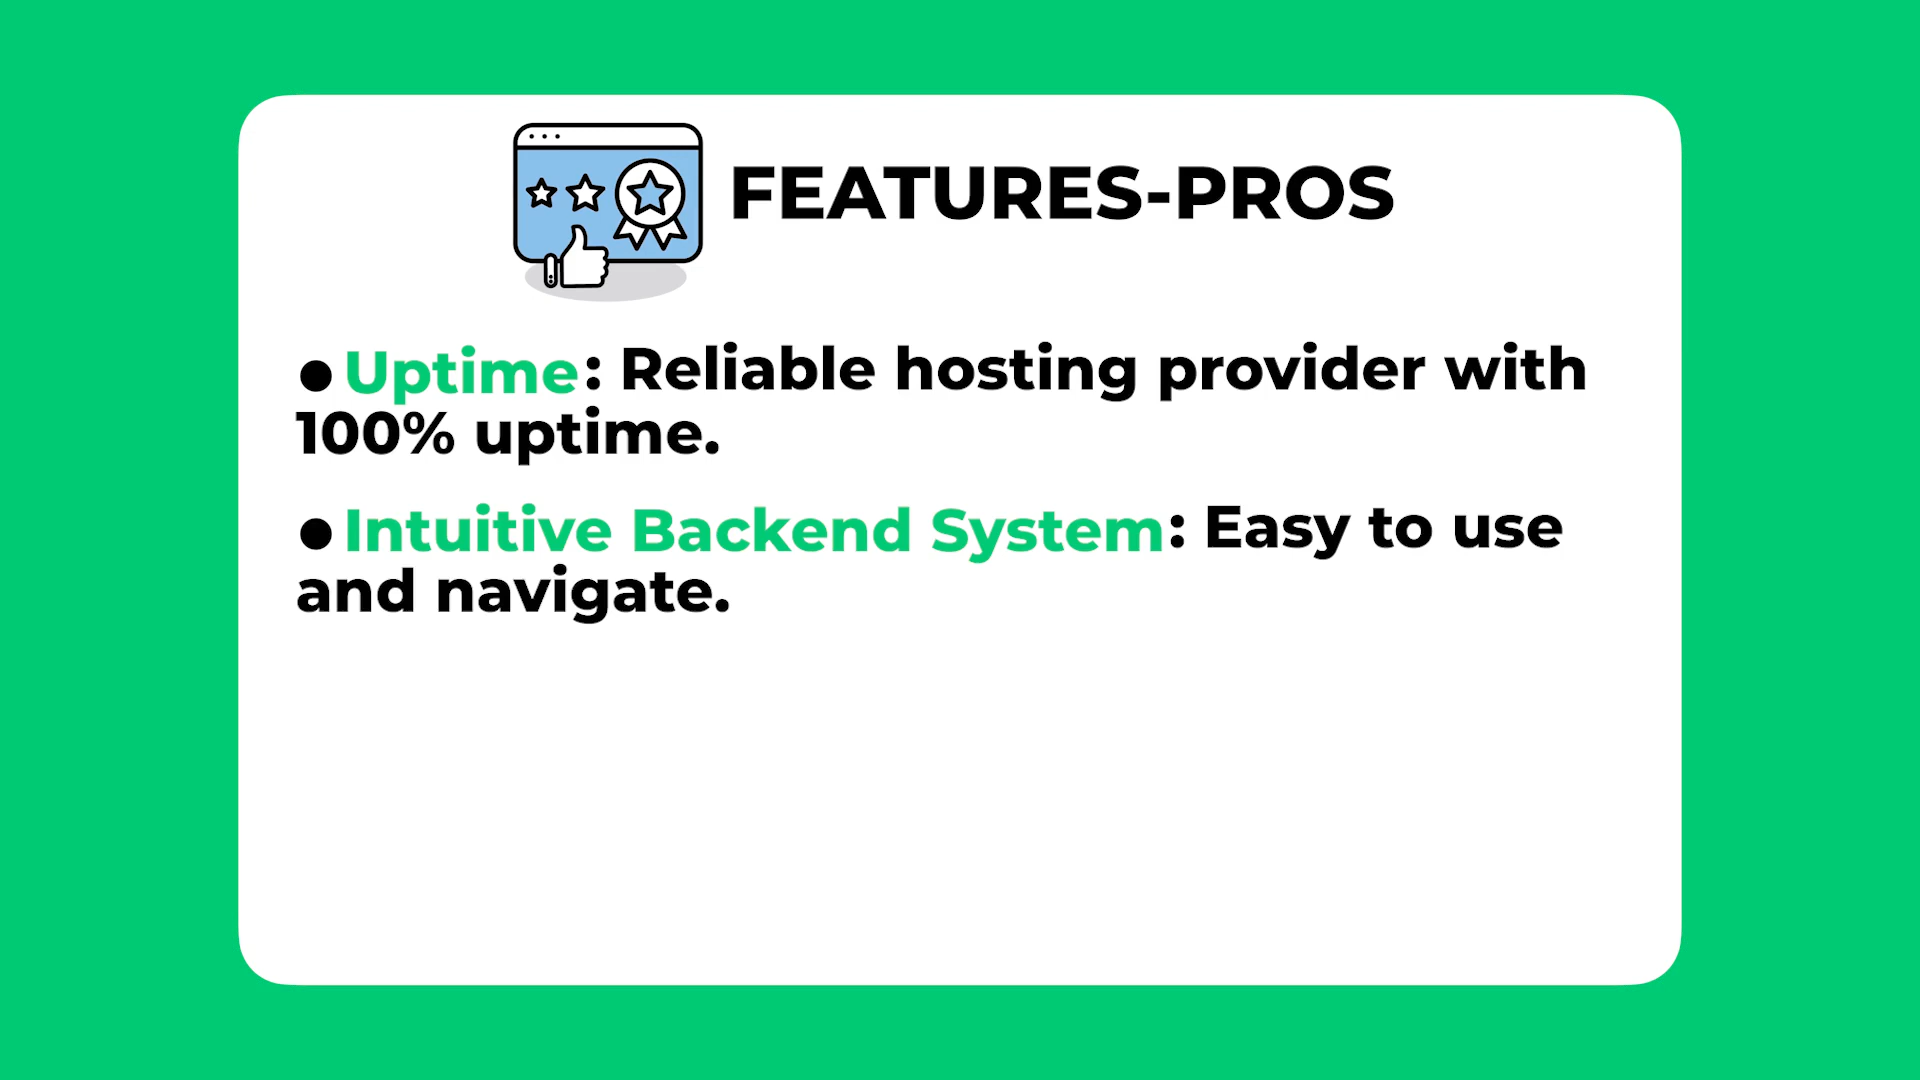 FEATURES-PROS
●Uptime: Reliable hosting provider with
100% uptime.
●Intuitive Backend System: Easy to use
and navigate.